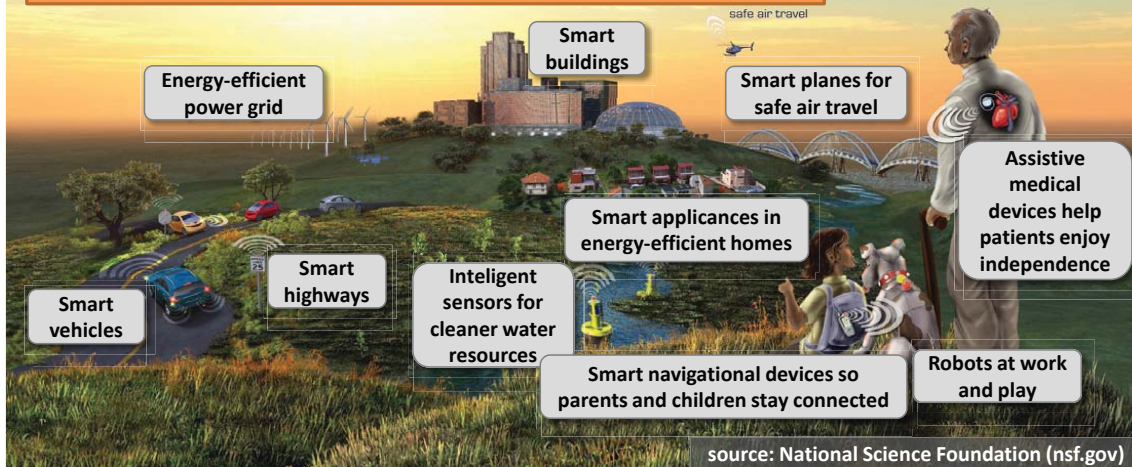 safe air travel
Smart
buildings
Energy-efficient
power grid
Smart planes for
safe air travel
Assistive
medical
devices help
patients enjoy
independence
Smart applicances in
energy-efficient homes
Smart
highways
25
Inteligent
sensors for
cleaner water
resources
Smart
vehicles
Smart navigational devices so
parents and children stay connected
Robots at work
and play
source: National Science Foundation (nsf.gov)